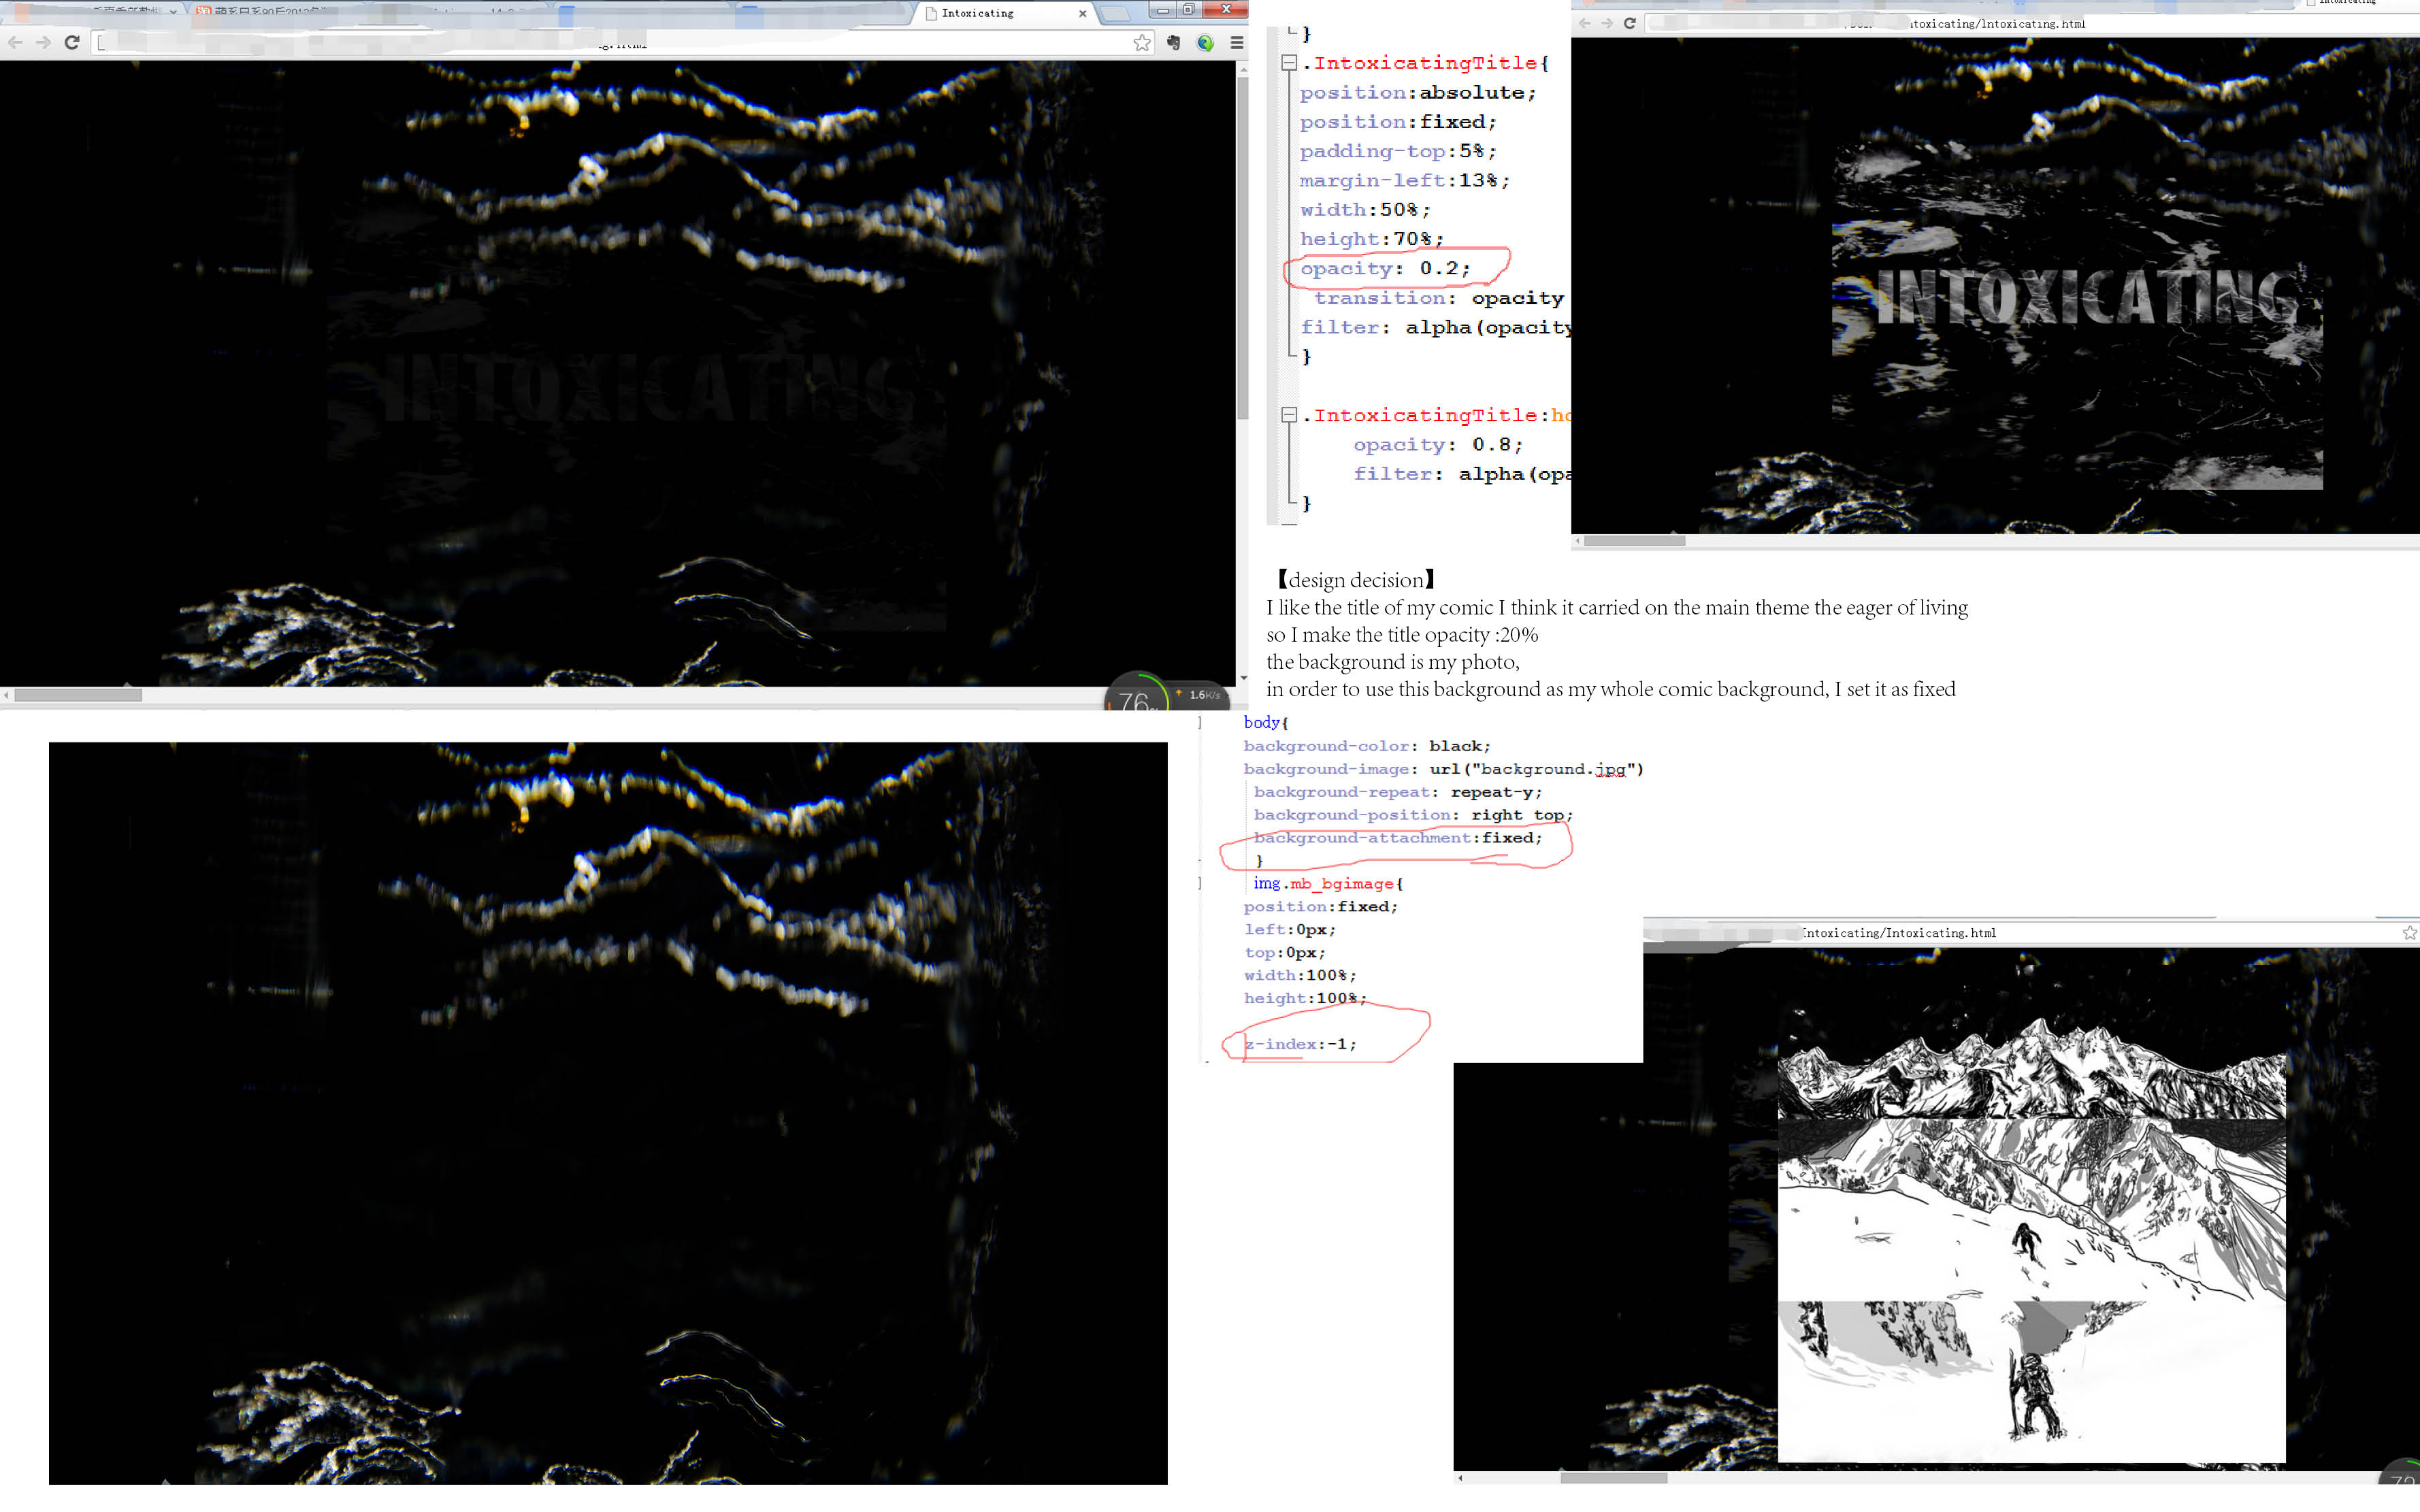 Intoxicating
1.6K/s
76
INTOXICATING
}
.IntoxicatingTitle{
position:absolute;
position:fixed;
padding-top:5%;
margin-left:13%;
width:50%;
height:70%;
opacity: 0.2;
transition: opacity
filter: alpha(opacity
}
.IntoxicatingTitle:ho
opacity: 0.8;
filter: alpha(opa
}
ntoxicating/Intoxicating.html
INTOXICATING
【design decision】
I like the title of my comic I think it carried on the main theme the eager of living
so I make the title opacity :20%
the background is my photo,
in order to use this background as my whole comic background, I set it as fixed
body{
background-color: black;
background-image: url("background.jpg")
background-repeat: repeat-y;
background-position: right top;
background-attachment:fixed;
}
img.mb_bgimage{
position:fixed;
left:0px;
top:0px;
width:100%;
height:100%;
z-index:-1;
Intoxicating/Intoxicating.html